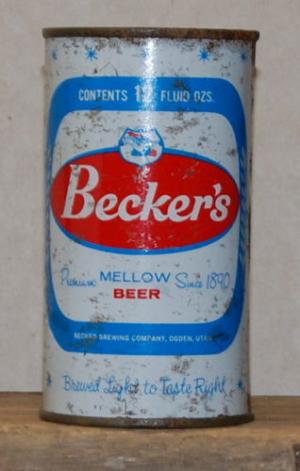 CONTENTS 12 FLUID OZS.
Becker's
Premium MELLOW Since 1890
BEER
BECKER BREWING COMPANY, OGDEN, UTAH
Brewed Light to Taste Right